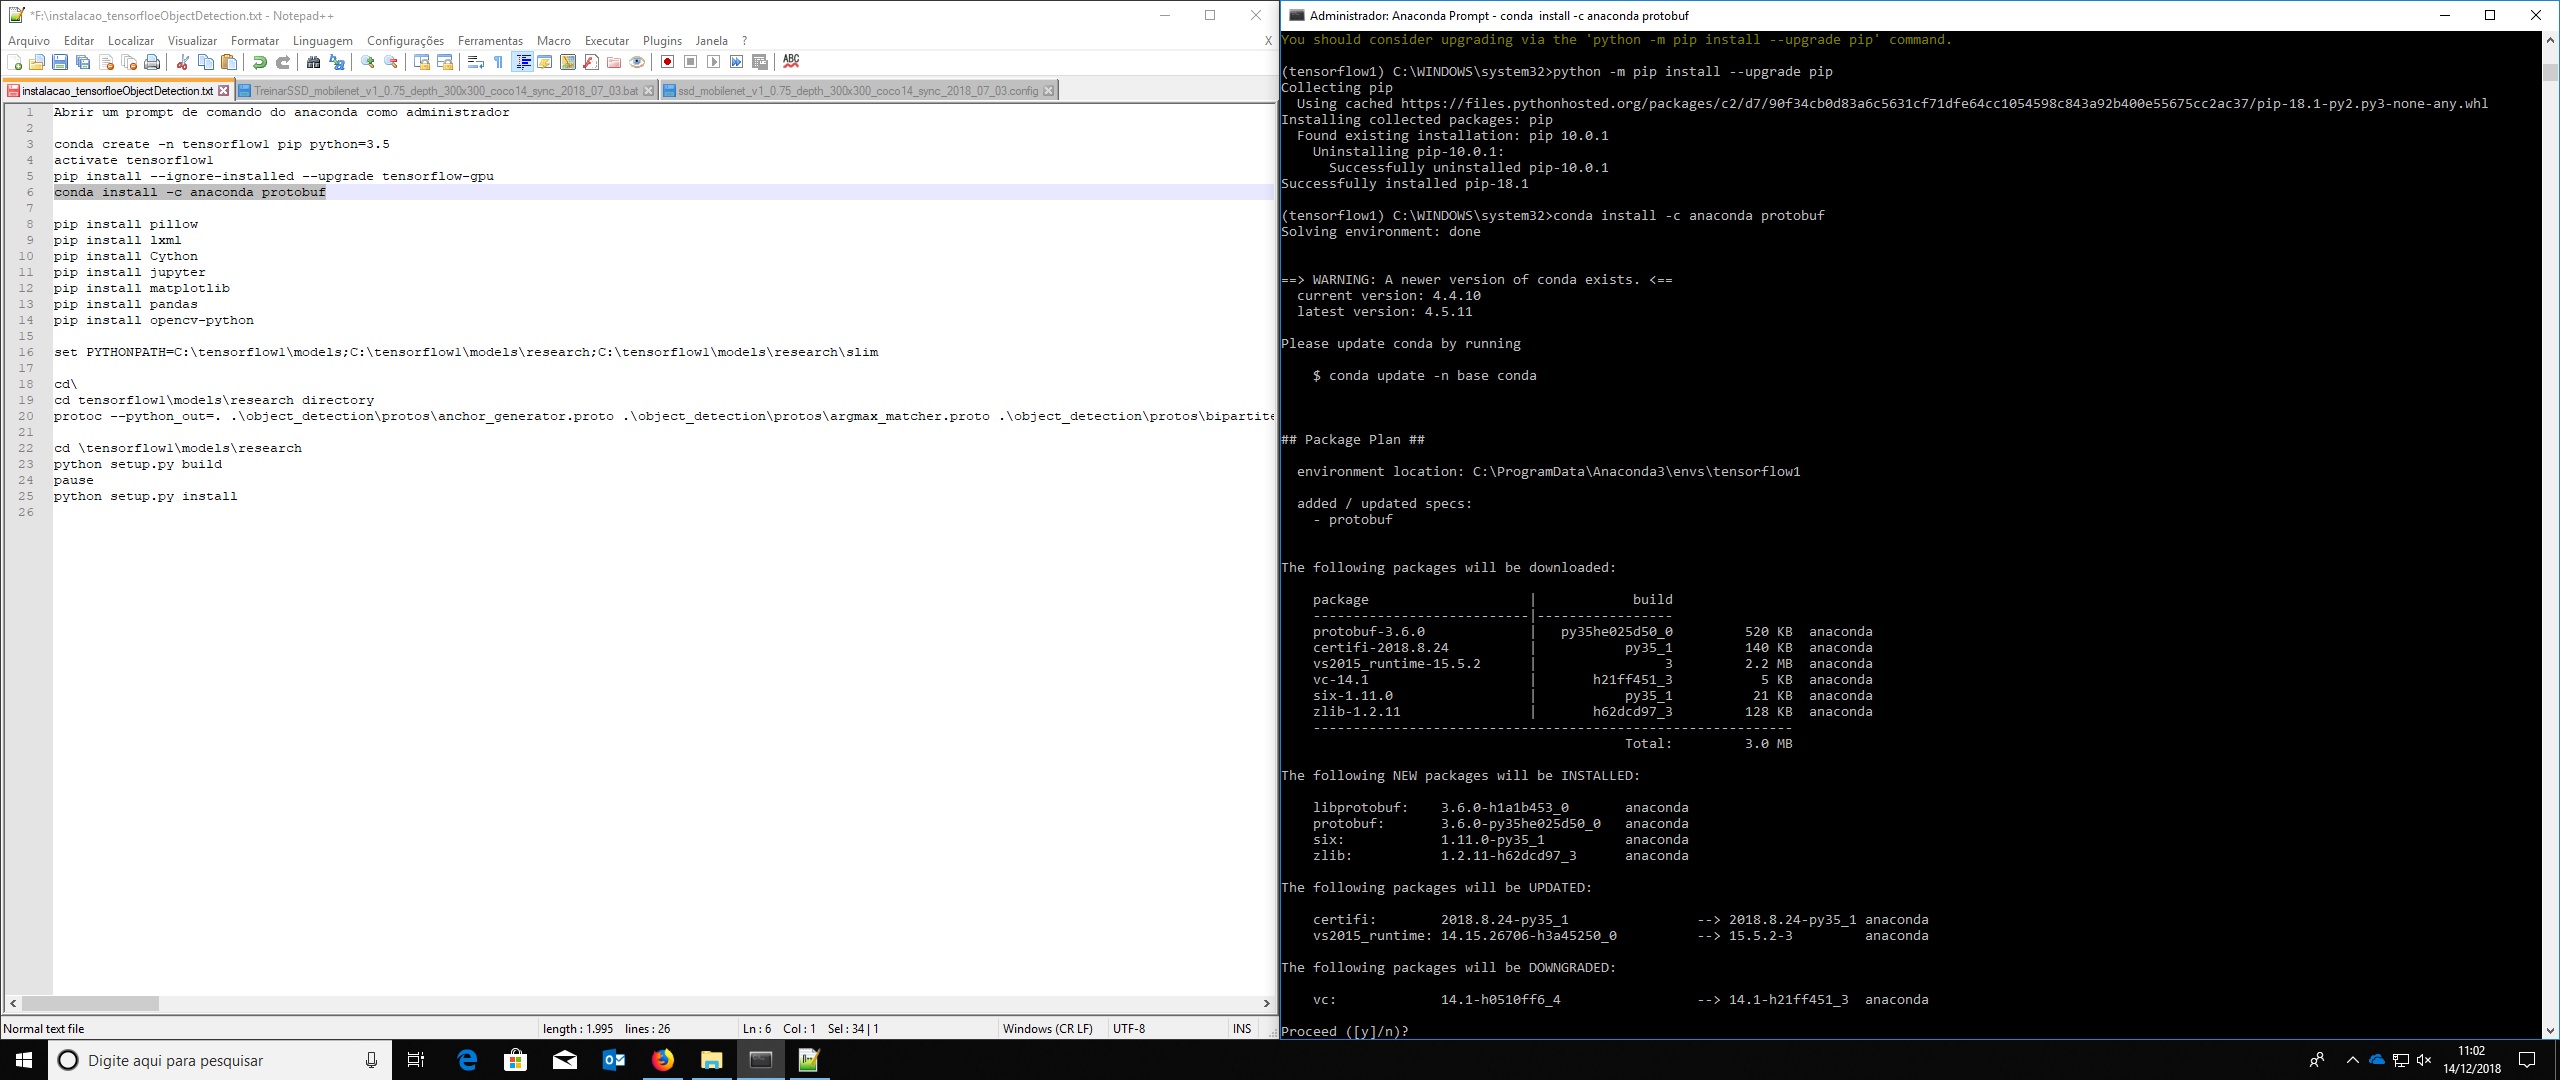 *F:\instalacao_tensorfloeObjectDetection.txt - Notepad++
Arquivo Editar Localizar Visualizar Formatar Linguagem Configurações Ferramentas Macro Executar Plugins Janela ? X
instalacao_tensorfloeObjectDetection.txt TreinarSSD_mobilenet_v1_0.75_depth_300x300_coco14_sync_2018_07_03.bat ssd_mobilenet_v1_0.75_depth_300x300_coco14_sync_2018_07_03.config
1 Abrir um prompt de comando do anaconda como administrador
2
3 conda create -n tensorflow1 pip python=3.5
4 activate tensorflow1
5 pip install --ignore-installed --upgrade tensorflow-gpu
6 conda install -c anaconda protobuf
7
8 pip install pillow
9 pip install lxml
10 pip install Cython
11 pip install jupyter
12 pip install matplotlib
13 pip install pandas
14 pip install opencv-python
15
16 set PYTHONPATH=C:\tensorflow1\models;C:\tensorflow1\models\research;C:\tensorflow1\models\research\slim
17
18 cd\
19 cd tensorflow1\models\research directory
20 protoc --python_out=. .\object_detection\protos\anchor_generator.proto .\object_detection\protos\argmax_matcher.proto .\object_detection\protos\bipartite
21
22 cd \tensorflow1\models\research
23 python setup.py build
24 pause
25 python setup.py install
26
Normal text file length : 1.995 lines : 26 Ln : 6 Col : 1 Sel : 34 | 1 Windows (CR LF) UTF-8 INS
Administrador: Anaconda Prompt - conda install -c anaconda protobuf
You should consider upgrading via the 'python -m pip install --upgrade pip' command.
(tensorflow1) C:\WINDOWS\system32>python -m pip install --upgrade pip
Collecting pip
Using cached https://files.pythonhosted.org/packages/c2/d7/90f34cb0d83a6c5631cf71dfe64cc1054598c843a92b400e55675cc2ac37/pip-18.1-py2.py3-none-any.whl
Installing collected packages: pip
Found existing installation: pip 10.0.1
Uninstalling pip-10.0.1:
Successfully uninstalled pip-10.0.1
Successfully installed pip-18.1
(tensorflow1) C:\WINDOWS\system32>conda install -c anaconda protobuf
Solving environment: done
==> WARNING: A newer version of conda exists. <==
current version: 4.4.10
latest version: 4.5.11
Please update conda by running
$ conda update -n base conda
## Package Plan ##
environment location: C:\ProgramData\Anaconda3\envs\tensorflow1
added / updated specs:
- protobuf
The following packages will be downloaded:
package | build
---------------------------|-----------------
protobuf-3.6.0 | py35he025d50_0 520 KB anaconda
certifi-2018.8.24 | py35_1 140 KB anaconda
vs2015_runtime-15.5.2 | 3 2.2 MB anaconda
vc-14.1 | h21ff451_3 5 KB anaconda
six-1.11.0 | py35_1 21 KB anaconda
zlib-1.2.11 | h62dcd97_3 128 KB anaconda
------------------------------------------------------------
Total: 3.0 MB
The following NEW packages will be INSTALLED:
libprotobuf: 3.6.0-h1a1b453_0 anaconda
protobuf: 3.6.0-py35he025d50_0 anaconda
six: 1.11.0-py35_1 anaconda
zlib: 1.2.11-h62dcd97_3 anaconda
The following packages will be UPDATED:
certifi: 2018.8.24-py35_1 --> 2018.8.24-py35_1 anaconda
vs2015_runtime: 14.15.26706-h3a45250_0 --> 15.5.2-3 anaconda
The following packages will be DOWNGRADED:
vc: 14.1-h0510ff6_4 --> 14.1-h21ff451_3 anaconda
Proceed ([y]/n)?
Digite aqui para pesquisar
11:02
14/12/2018